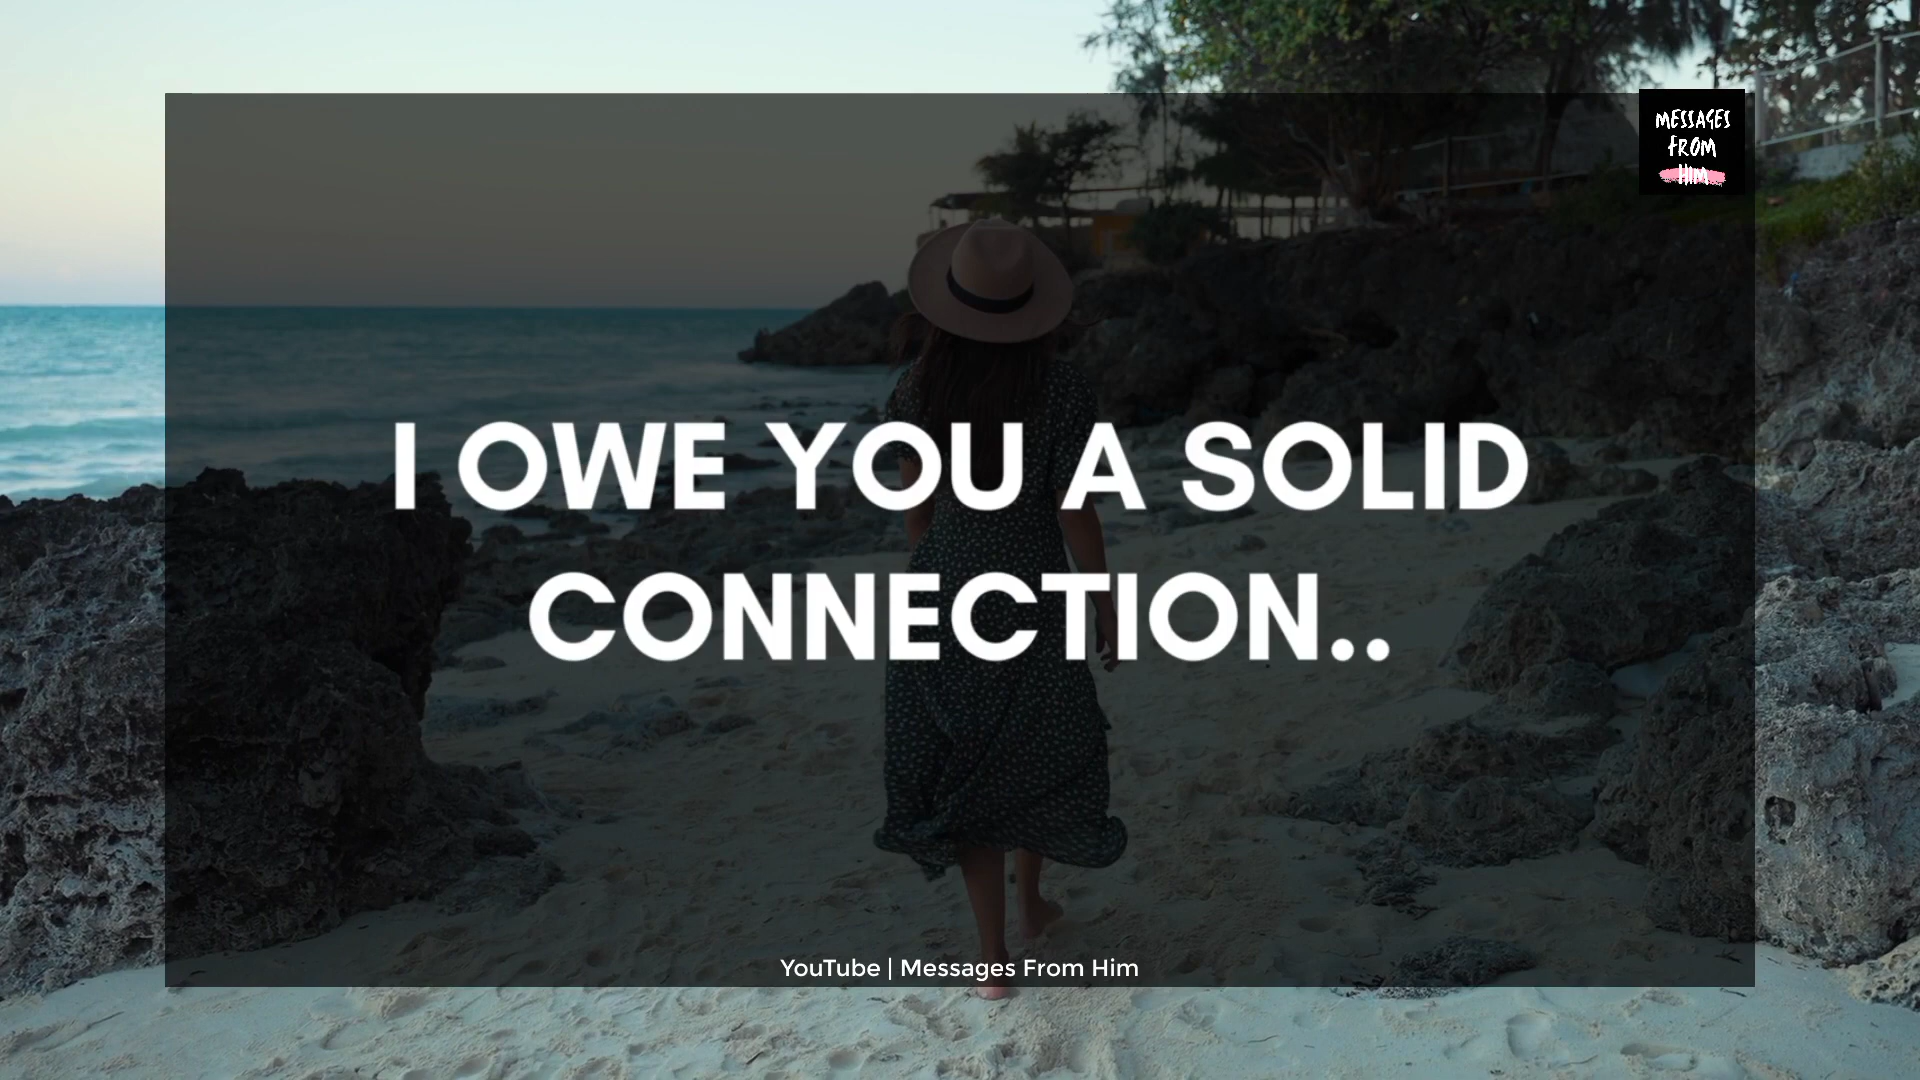 MESSAGES
FROM
HIM
I OWE YOU A SOLID
CONNECTION..
YouTube | Messages From Him